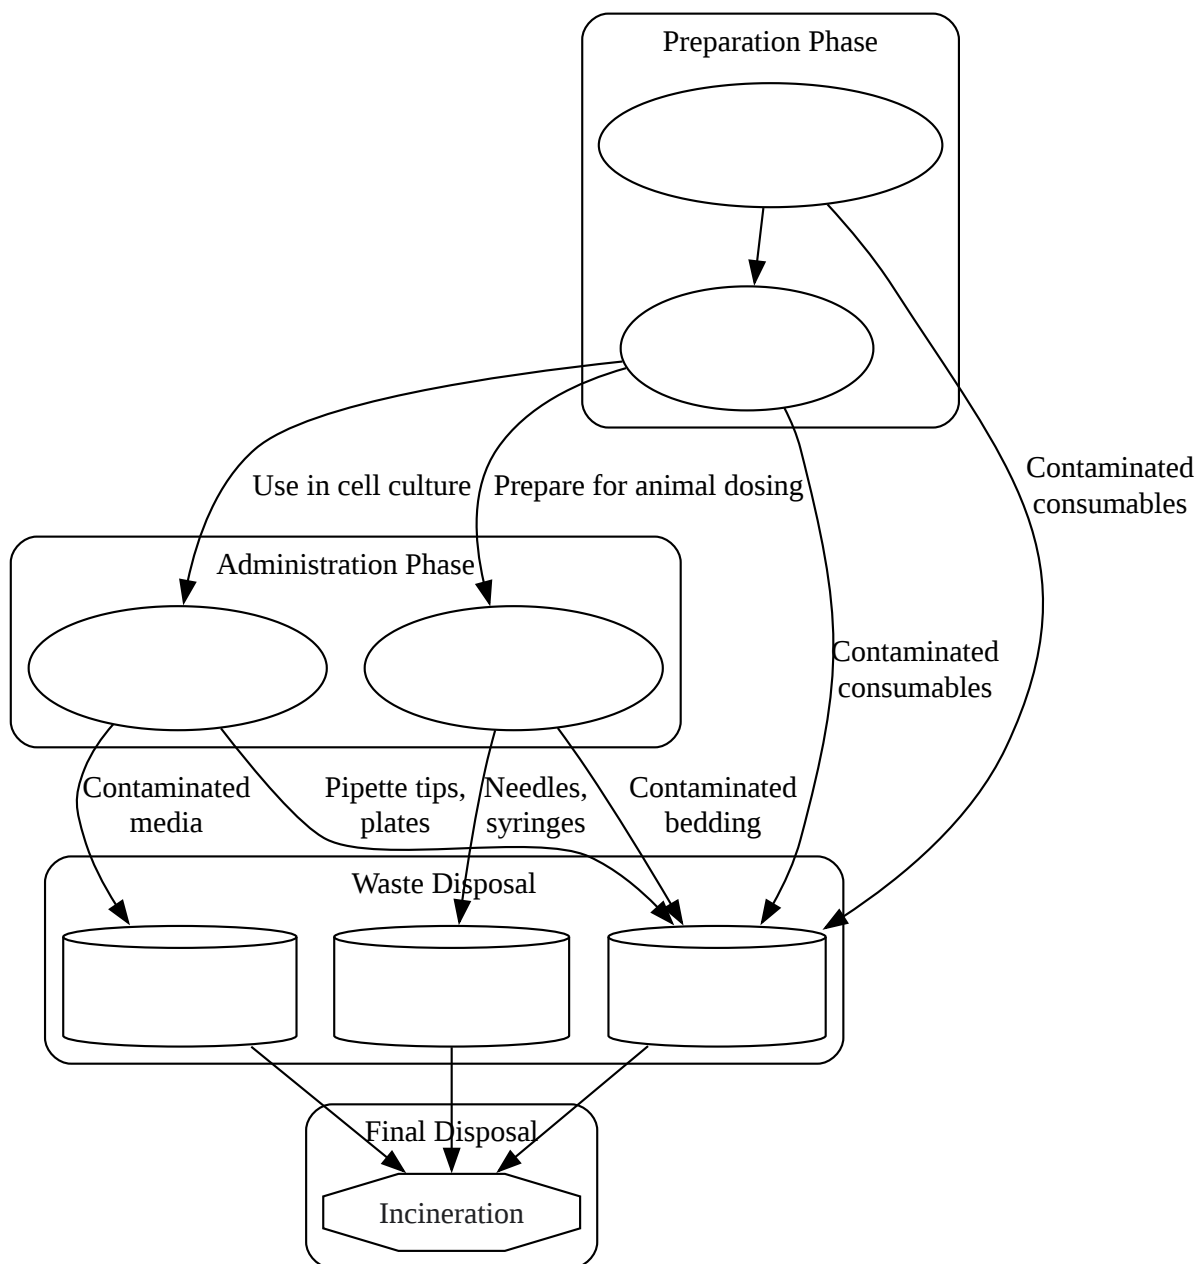 Preparation Phase
Contaminated
consumables
Use in cell culture
Prepare for animal dosing
Administration Phase
Contaminated
consumables
Contaminated
media
Pipette tips,
plates
Needles,
syringes
Contaminated
bedding
Waste Disposal
Final Disposal
Incineration